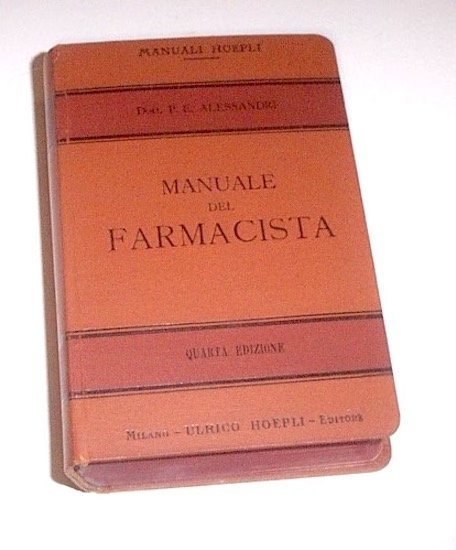 MANUALI HOEPLI
DOTT. P. E. ALESSANDRI
MANUALE
DEL
FARMACISTA
QUARTA EDIZIONE
MILANO - ULRICO HOEPLI - EDITORE